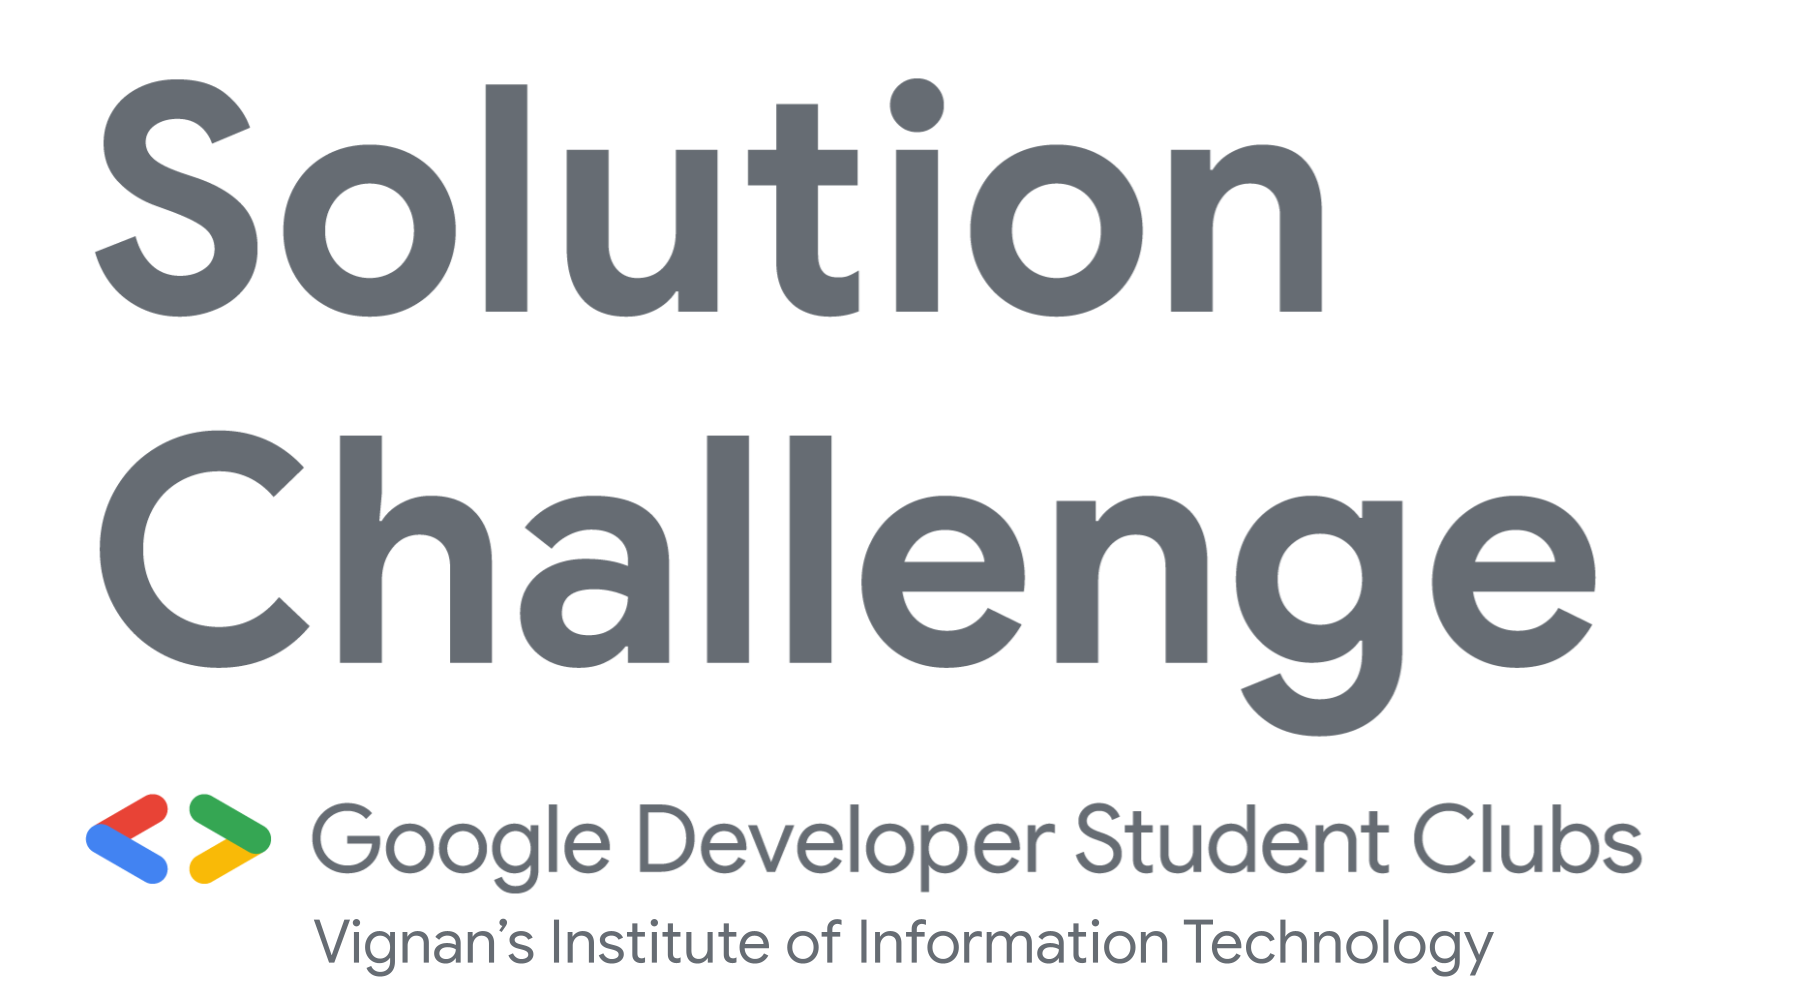 Solution
Challenge
Google Developer Student Clubs
Vignan’s Institute of Information Technology